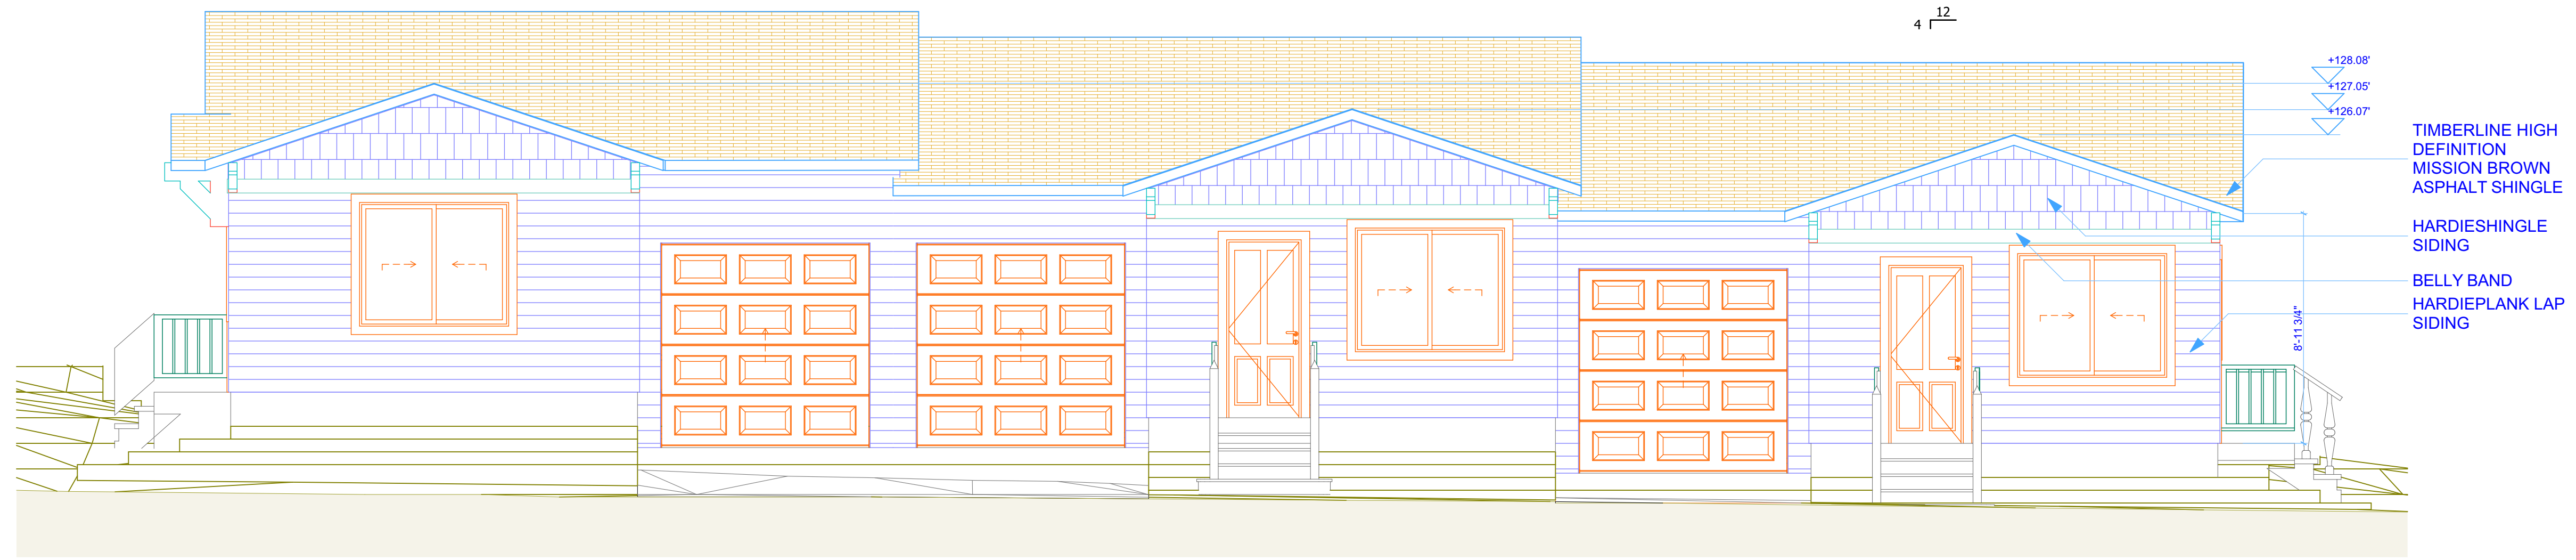 12
4
+128.08'
+127.05'
+126.07'
TIMBERLINE HIGH
DEFINITION
MISSION BROWN
ASPHALT SHINGLE
HARDIESHINGLE
SIDING
BELLY BAND
HARDIEPLANK LAP
SIDING
8'-11 3/4"